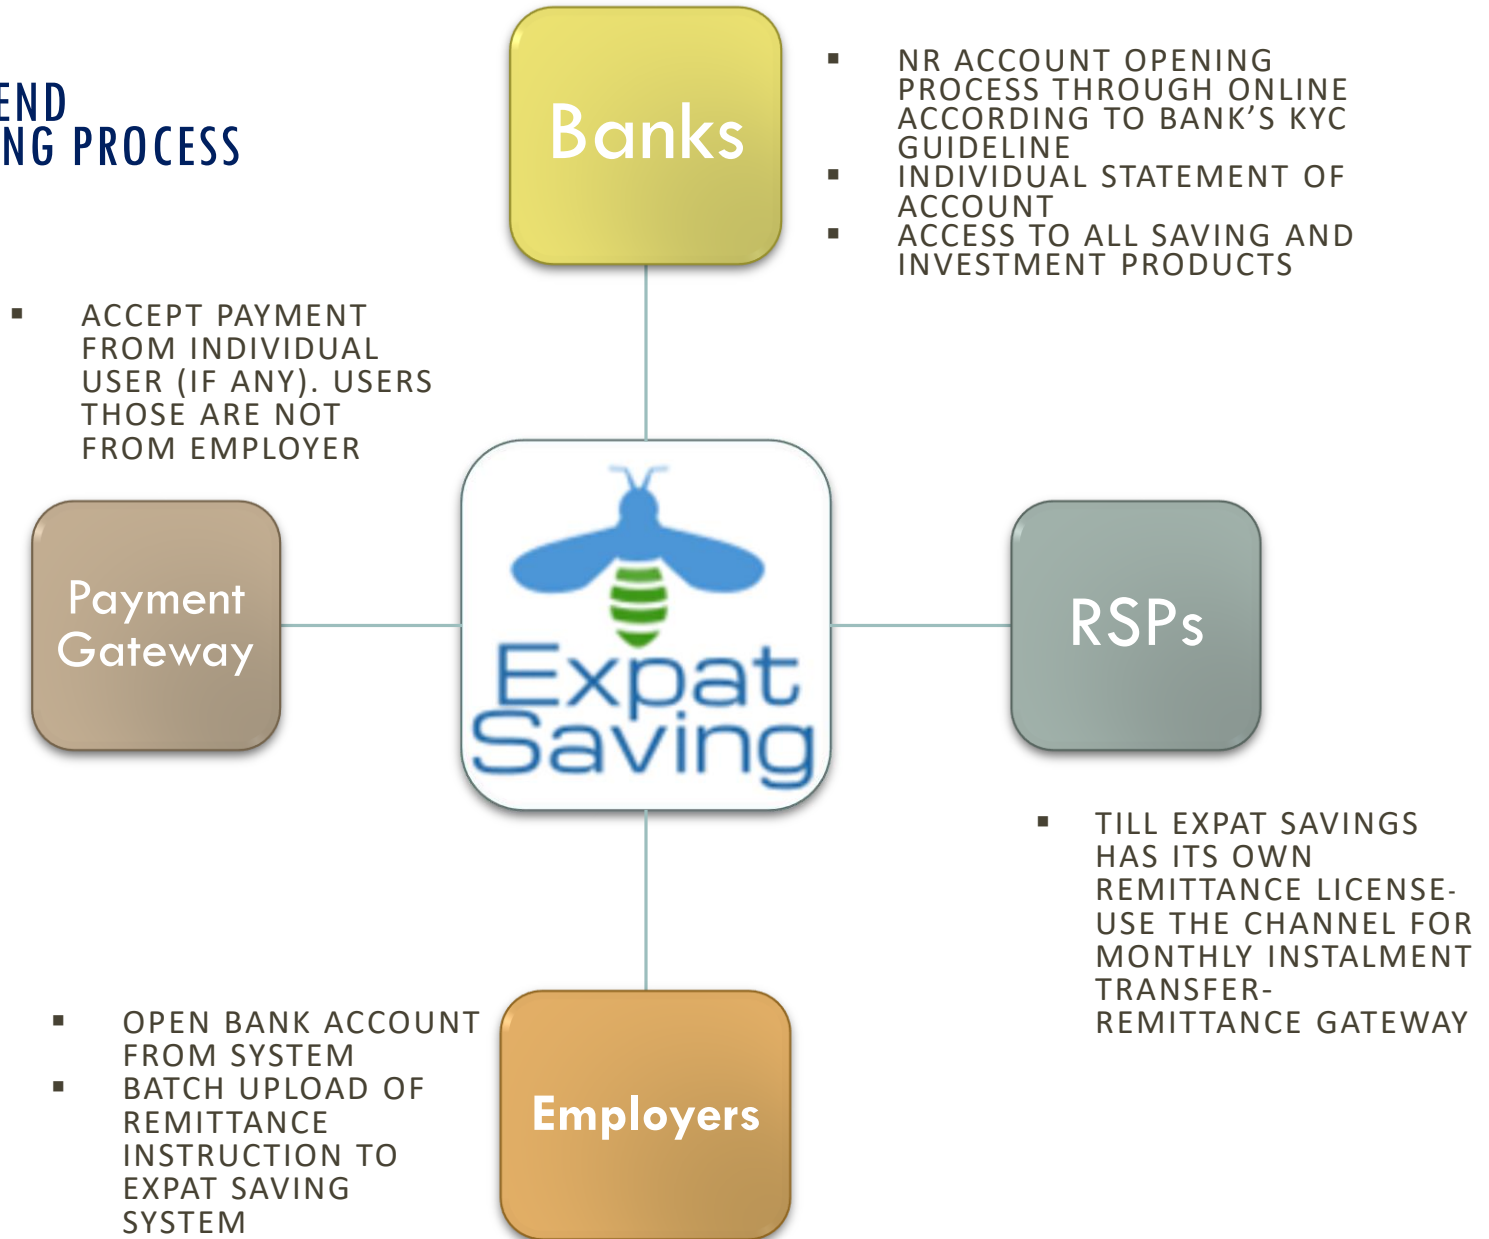 END
NG PROCESS
Banks
▪ NR ACCOUNT OPENING
PROCESS THROUGH ONLINE
ACCORDING TO BANK’S KYC
GUIDELINE
▪ INDIVIDUAL STATEMENT OF
ACCOUNT
▪ ACCESS TO ALL SAVING AND
INVESTMENT PRODUCTS
▪ ACCEPT PAYMENT
FROM INDIVIDUAL
USER (IF ANY). USERS
THOSE ARE NOT
FROM EMPLOYER
Payment
Gateway
Expat
Saving
RSPs
▪ TILL EXPAT SAVINGS
HAS ITS OWN
REMITTANCE LICENSE-
USE THE CHANNEL FOR
MONTHLY INSTALMENT
TRANSFER-
REMITTANCE GATEWAY
▪ OPEN BANK ACCOUNT
FROM SYSTEM
▪ BATCH UPLOAD OF
REMITTANCE
INSTRUCTION TO
EXPAT SAVING
SYSTEM
Employers